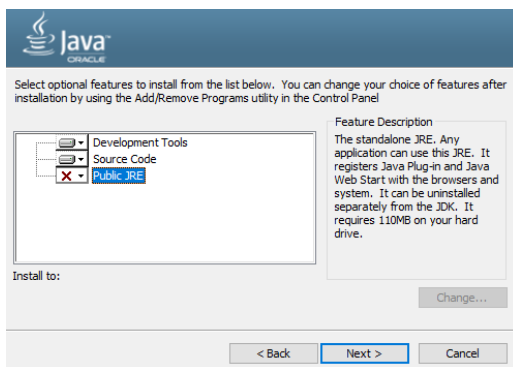 Java
ORACLE
Select optional features to install from the list below. You can change your choice of features after
installation by using the Add/Remove Programs utility in the Control Panel
Development Tools
Source Code
Public JRE
Feature Description
The standalone JRE. Any
application can use this JRE. It
registers Java Plug-in and Java
Web Start with the browsers and
system. It can be uninstalled
separately from the JDK. It
requires 110MB on your hard
drive.
Install to:
Change...
< Back
Next >
Cancel